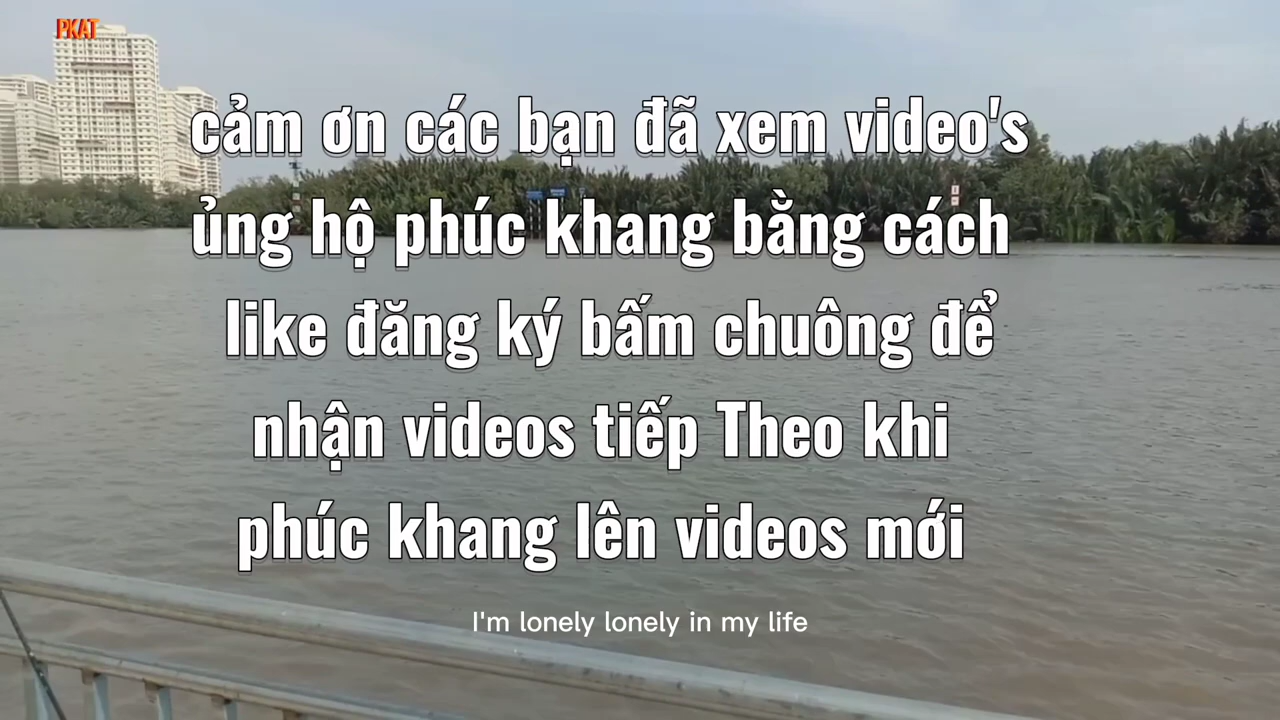 PKAT
cảm ơn các bạn đã xem video's
ủng hộ phúc khang bằng cách
like đăng ký bấm chuông để
nhận videos tiếp Theo khi
phúc khang lên videos mới
I'm lonely lonely in my life